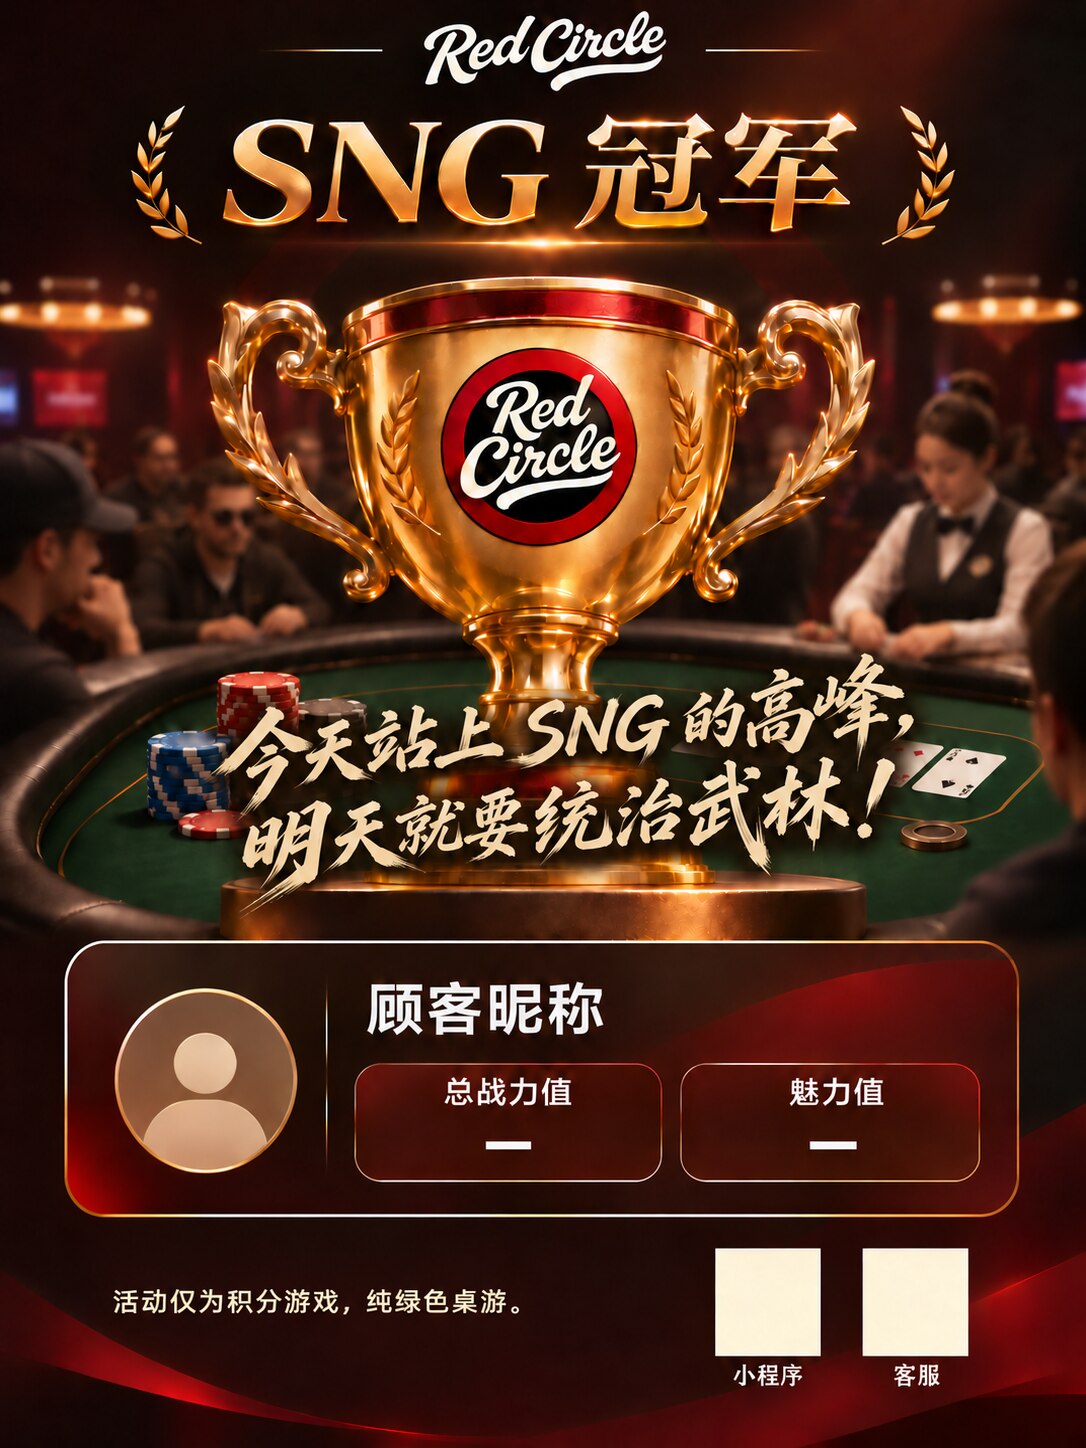 Red Circle
SNG 冠军
Red
Circle
今天站上 SNG 的高峰，
明天就要统治武林！
顾客昵称
总战力值
魅力值
—
—
活动仅为积分游戏，纯绿色桌游。
小程序
客服